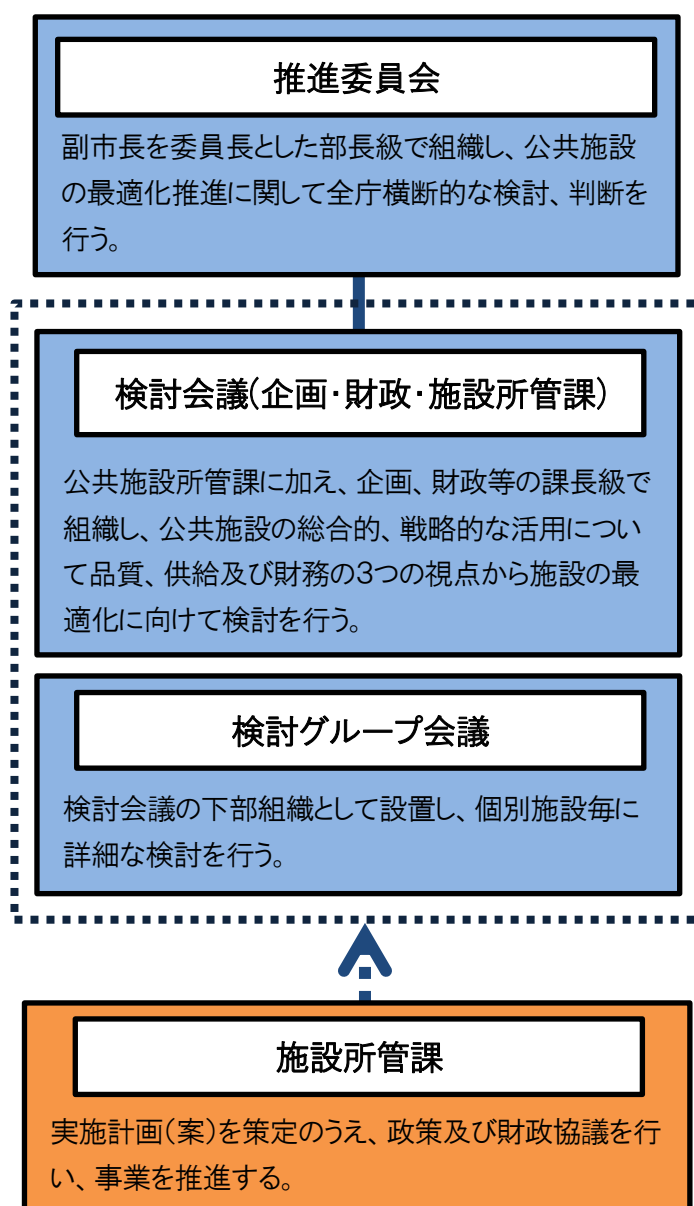 推進委員会
副市長を委員長とした部長級で組織し、公共施設
の最適化推進に関して全庁横断的な検討、判断を
行う。
検討会議(企画・財政・施設所管課)
公共施設所管課に加え、企画、財政等の課長級で
組織し、公共施設の総合的、戦略的な活用につい
て品質、供給及び財務の3つの視点から施設の最
適化に向けて検討を行う。
検討グループ会議
検討会議の下部組織として設置し、個別施設毎に
詳細な検討を行う。
施設所管課
実施計画(案)を策定のうえ、政策及び財政協議を行
い、事業を推進する。